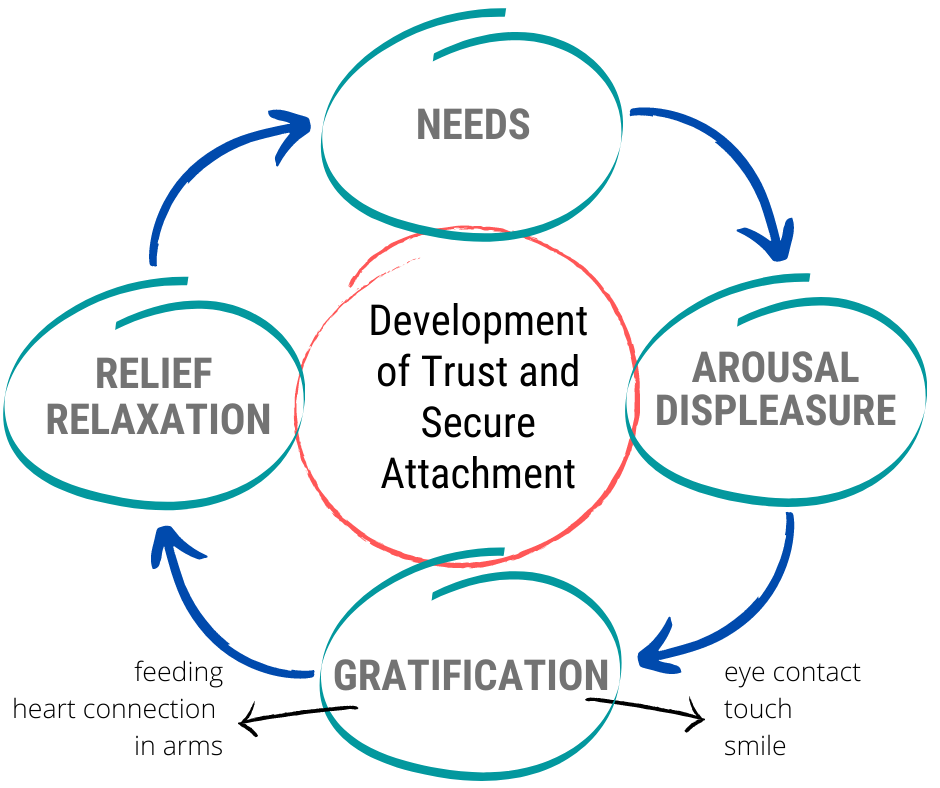 NEEDS
AROUSAL
DISPLEASURE
RELIEF
RELAXATION
Development
of Trust and
Secure
Attachment
GRATIFICATION
feeding
heart connection
in arms
eye contact
touch
smile